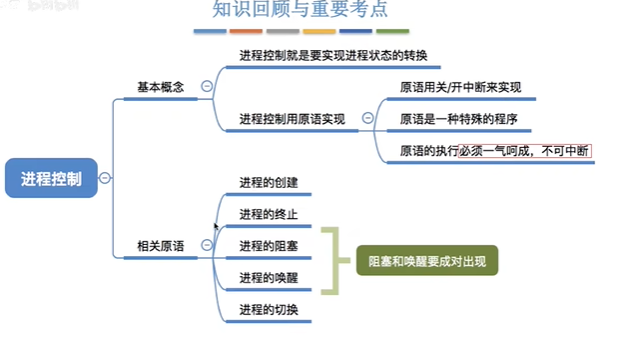 知识回顾与重要考点
进程控制
基本概念
进程控制就是要实现进程状态的转换
进程控制用原语实现
原语用关/开中断来实现
原语是一种特殊的程序
原语的执行必须一气呵成，不可中断
相关原语
进程的创建
进程的终止
进程的阻塞
进程的唤醒
进程的切换
阻塞和唤醒要成对出现